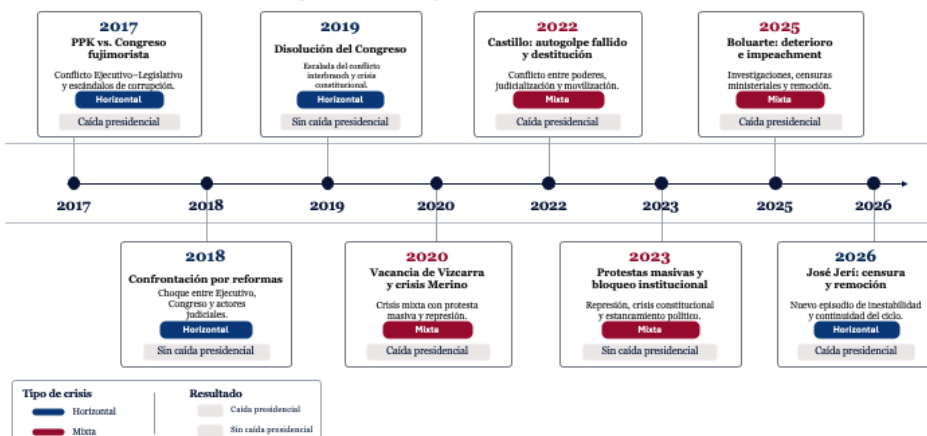 2017
PPK vs. Congreso
fujimorista
Conflicto Ejecutivo–Legislativo
y escándalos de corrupción.
Horizontal
Caída presidencial
2019
Disolución del Congreso
Escalada del conflicto
interbranch y crisis
constitucional.
Horizontal
Sin caída presidencial
2022
Castillo: autogolpe fallido
y destitución
Conflicto entre poderes,
judicialización y movilización.
Mixta
Caída presidencial
2025
Boluarte: deterioro
e impeachment
Investigaciones, censuras
ministeriales y remoción.
Mixta
Caída presidencial
2017
2018
2019
2020
2022
2023
2025
2026
2018
Confrontación por reformas
Choque entre Ejecutivo,
Congreso y actores
judiciales.
Horizontal
Sin caída presidencial
2020
Vacancia de Vizcarra
y crisis Merino
Crisis mixta con protesta
masiva y represión.
Mixta
Caída presidencial
2023
Protestas masivas y
bloqueo institucional
Represión, crisis constitucional
y estancamiento político.
Mixta
Sin caída presidencial
2026
José Jerí: censura
y remoción
Nuevo episodio de inestabilidad
y continuidad del ciclo.
Horizontal
Caída presidencial
Tipo de crisis
Horizontal
Mixta
Resultado
Caída presidencial
Sin caída presidencial